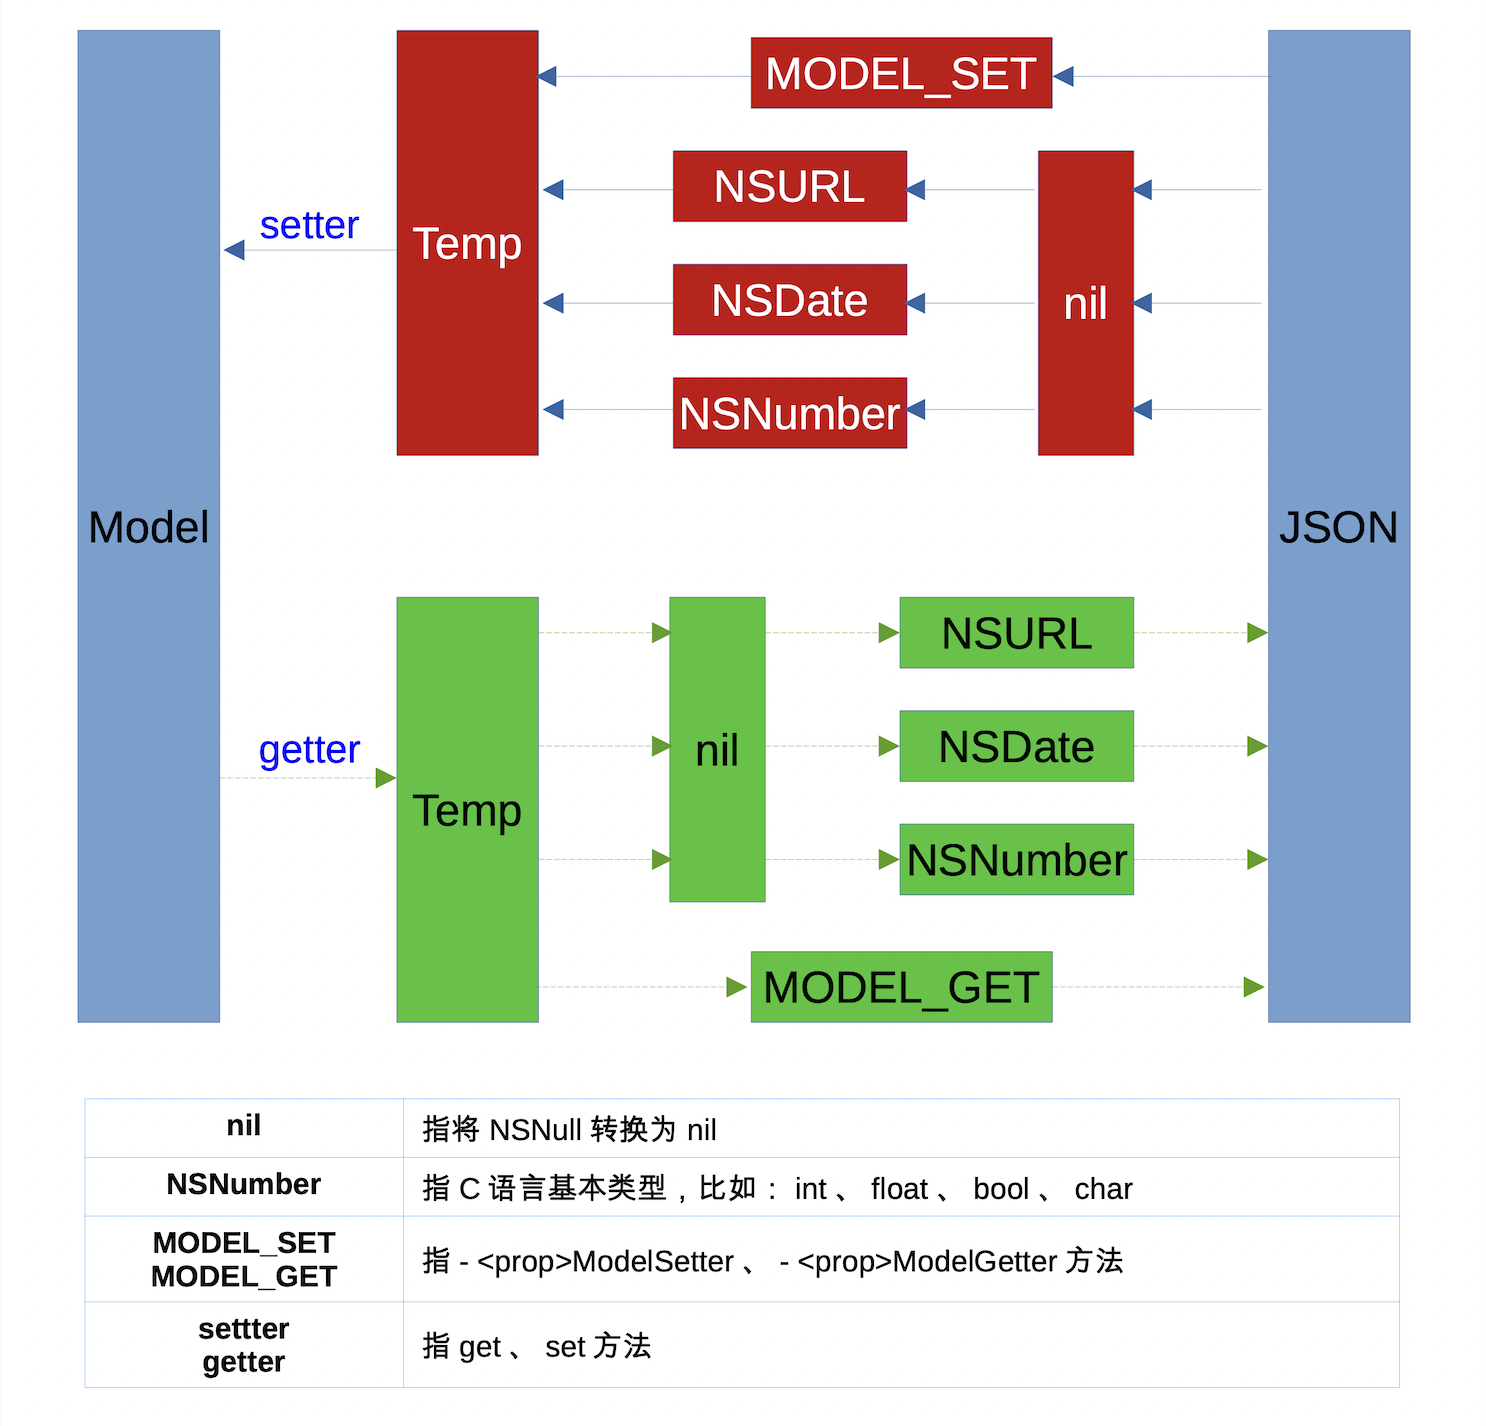 MODEL_SET
NSURL
setter
Temp
NSDate
nil
NSNumber
Model
JSON
NSURL
getter
nil
NSDate
Temp
NSNumber
MODEL_GET
nil
指将 NSNull 转换为 nil
NSNumber
指 C 语言基本类型，比如： int 、 float 、 bool 、 char
MODEL_SET
MODEL_GET
指 - <prop>ModelSetter 、 - <prop>ModelGetter 方法
settter
getter
指 get 、 set 方法